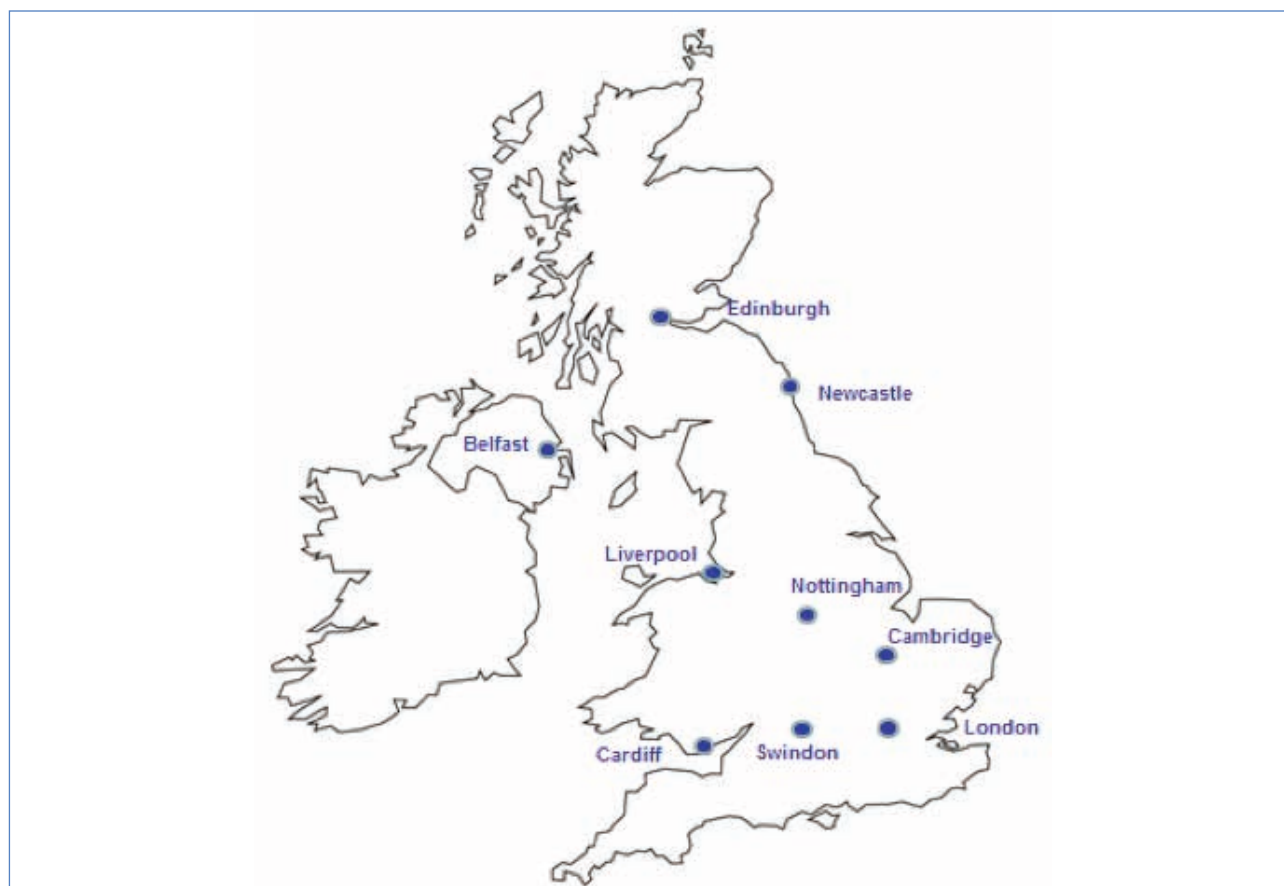 Edinburgh
Newcastle
Belfast
Liverpool
Nottingham
Cambridge
London
Cardiff
Swindon